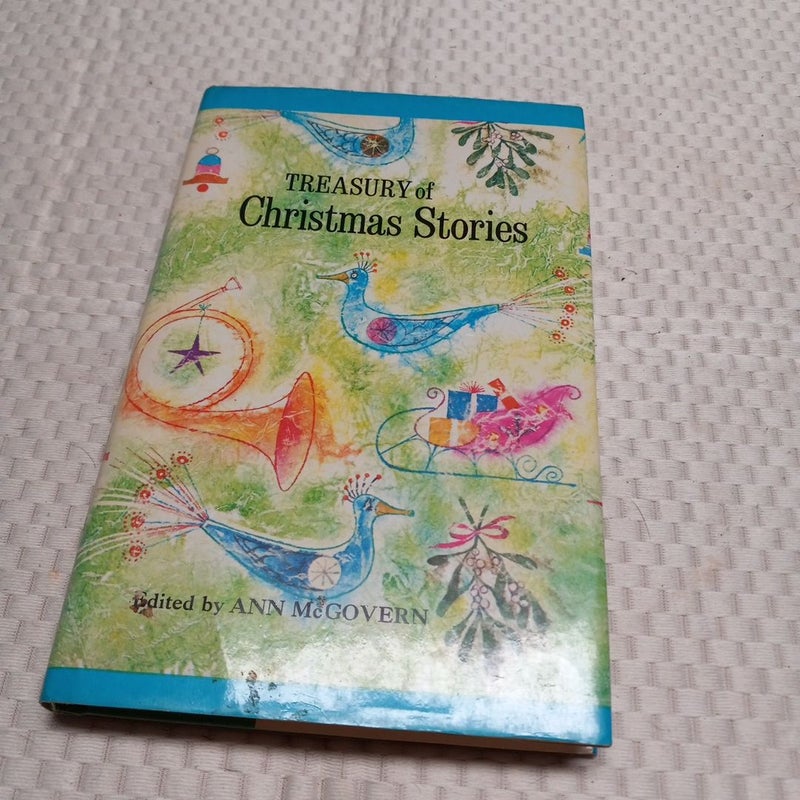 TREASURY of
Christmas Stories
Edited by ANN McGOVERN